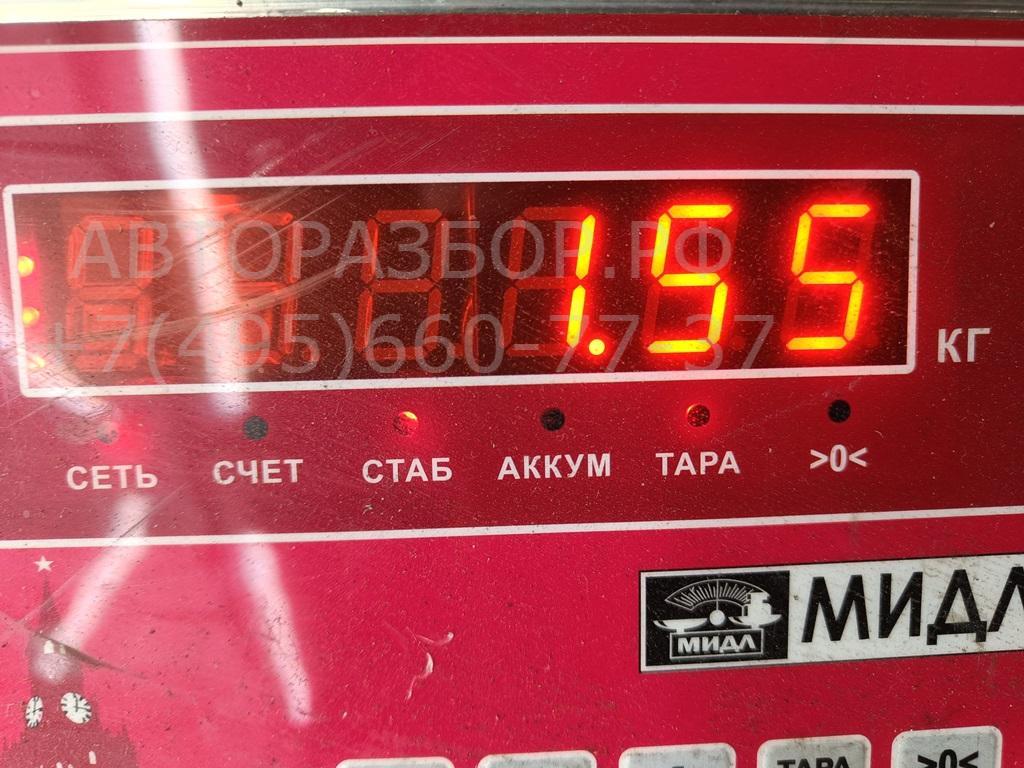 1.55
АВТОРАЗБОР.РФ
+7(495)660-77-37
КГ
СЕТЬ СЧЕТ СТАБ АККУМ ТАРА >0<
МИДЛ МИДЛ
ТАРА >0<